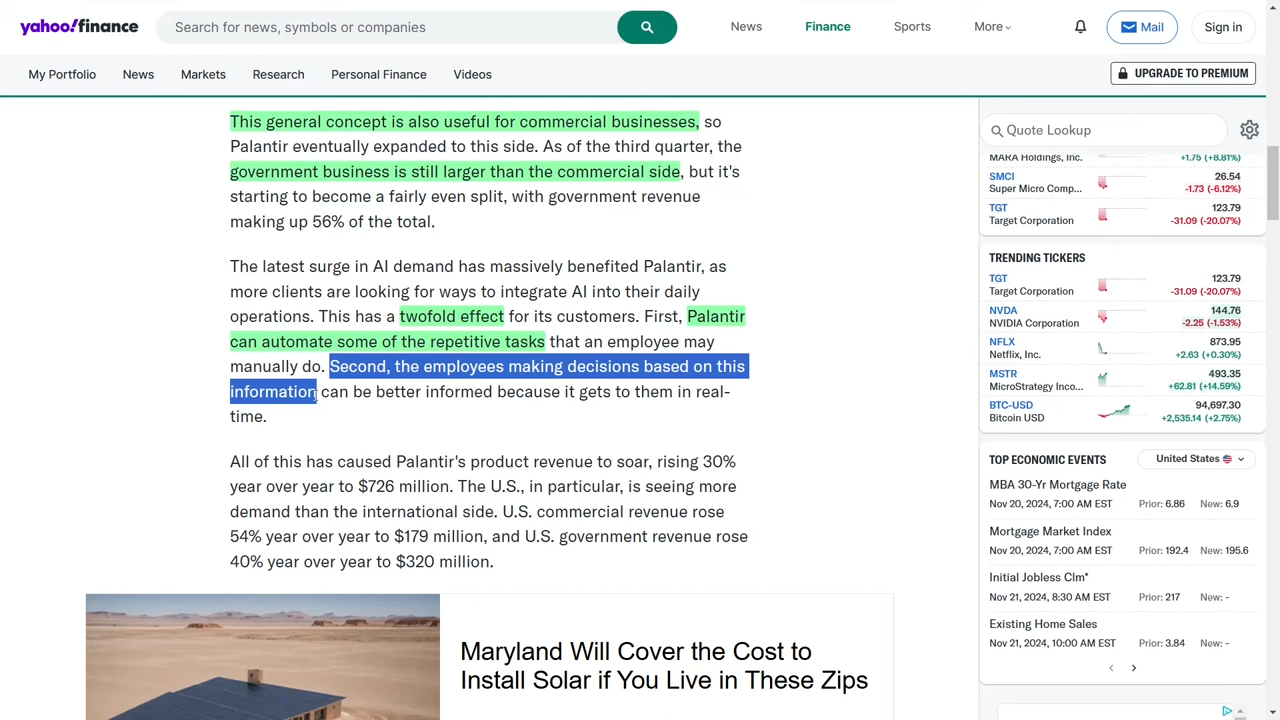 yahoo!finance
Search for news, symbols or companies
News
Finance
Sports
More
Mail
Sign in
My Portfolio
News
Markets
Research
Personal Finance
Videos
UPGRADE TO PREMIUM
This general concept is also useful for commercial businesses, so
Palantir eventually expanded to this side. As of the third quarter, the
government business is still larger than the commercial side, but it's
starting to become a fairly even split, with government revenue
making up 56% of the total.
The latest surge in AI demand has massively benefited Palantir, as
more clients are looking for ways to integrate AI into their daily
operations. This has a twofold effect for its customers. First, Palantir
can automate some of the repetitive tasks that an employee may
manually do. Second, the employees making decisions based on this
information can be better informed because it gets to them in real-
time.
All of this has caused Palantir's product revenue to soar, rising 30%
year over year to $726 million. The U.S., in particular, is seeing more
demand than the international side. U.S. commercial revenue rose
54% year over year to $179 million, and U.S. government revenue rose
40% year over year to $320 million.
Maryland Will Cover the Cost to
Install Solar if You Live in These Zips
Quote Lookup
MARA Holdings, Inc. +1.75 (+8.81%)
SMCI 26.54
Super Micro Comp... -1.73 (-6.12%)
TGT 123.79
Target Corporation -31.09 (-20.07%)
TRENDING TICKERS
TGT 123.79
Target Corporation -31.09 (-20.07%)
NVDA 144.76
NVIDIA Corporation -2.25 (-1.53%)
NFLX 873.95
Netflix, Inc. +2.63 (+0.30%)
MSTR 493.35
MicroStrategy Inco... +62.81 (+14.59%)
BTC-USD 94,697.30
Bitcoin USD +2,535.14 (+2.75%)
TOP ECONOMIC EVENTS United States
MBA 30-Yr Mortgage Rate
Nov 20, 2024, 7:00 AM EST Prior: 6.86 New: 6.9
Mortgage Market Index
Nov 20, 2024, 7:00 AM EST Prior: 192.4 New: 195.6
Initial Jobless Clm*
Nov 21, 2024, 8:30 AM EST Prior: 217 New: -
Existing Home Sales
Nov 21, 2024, 10:00 AM EST Prior: 3.84 New: -